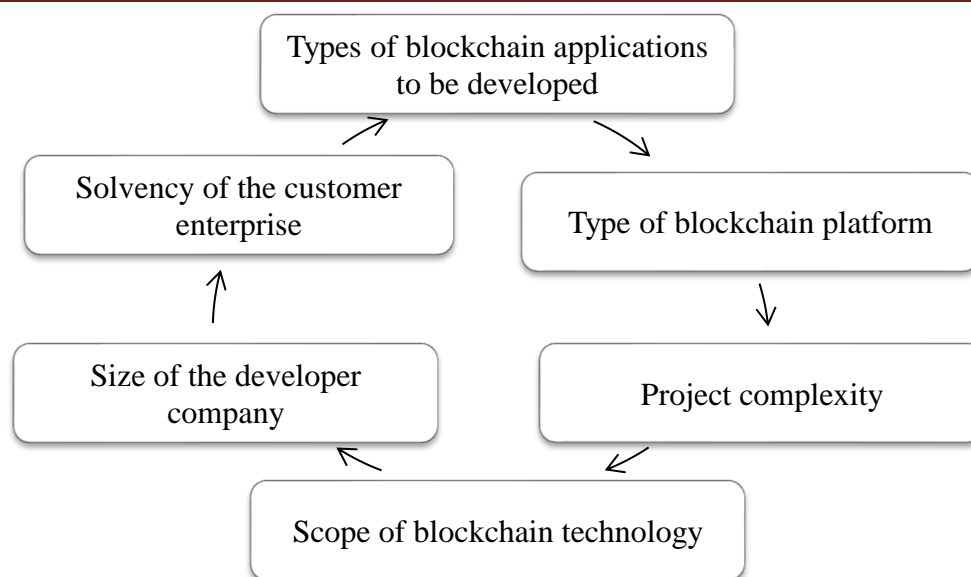 Types of blockchain applications
to be developed
Solvency of the customer
enterprise
Type of blockchain platform
Size of the developer
company
Project complexity
Scope of blockchain technology